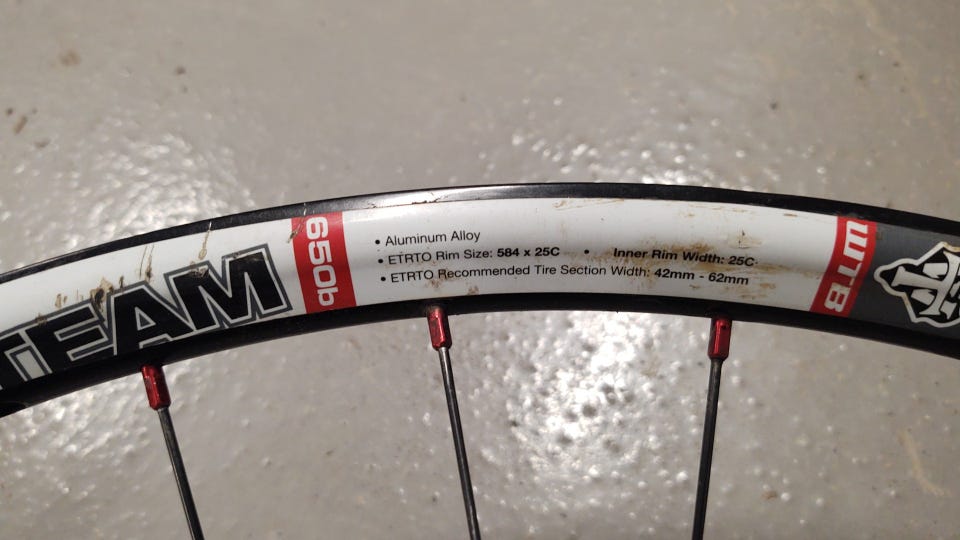 TEAM
650b
• Aluminum Alloy
• ETRTO Rim Size: 584 x 25C • Inner Rim Width: 25C
• ETRTO Recommended Tire Section Width: 42mm - 62mm
WTB